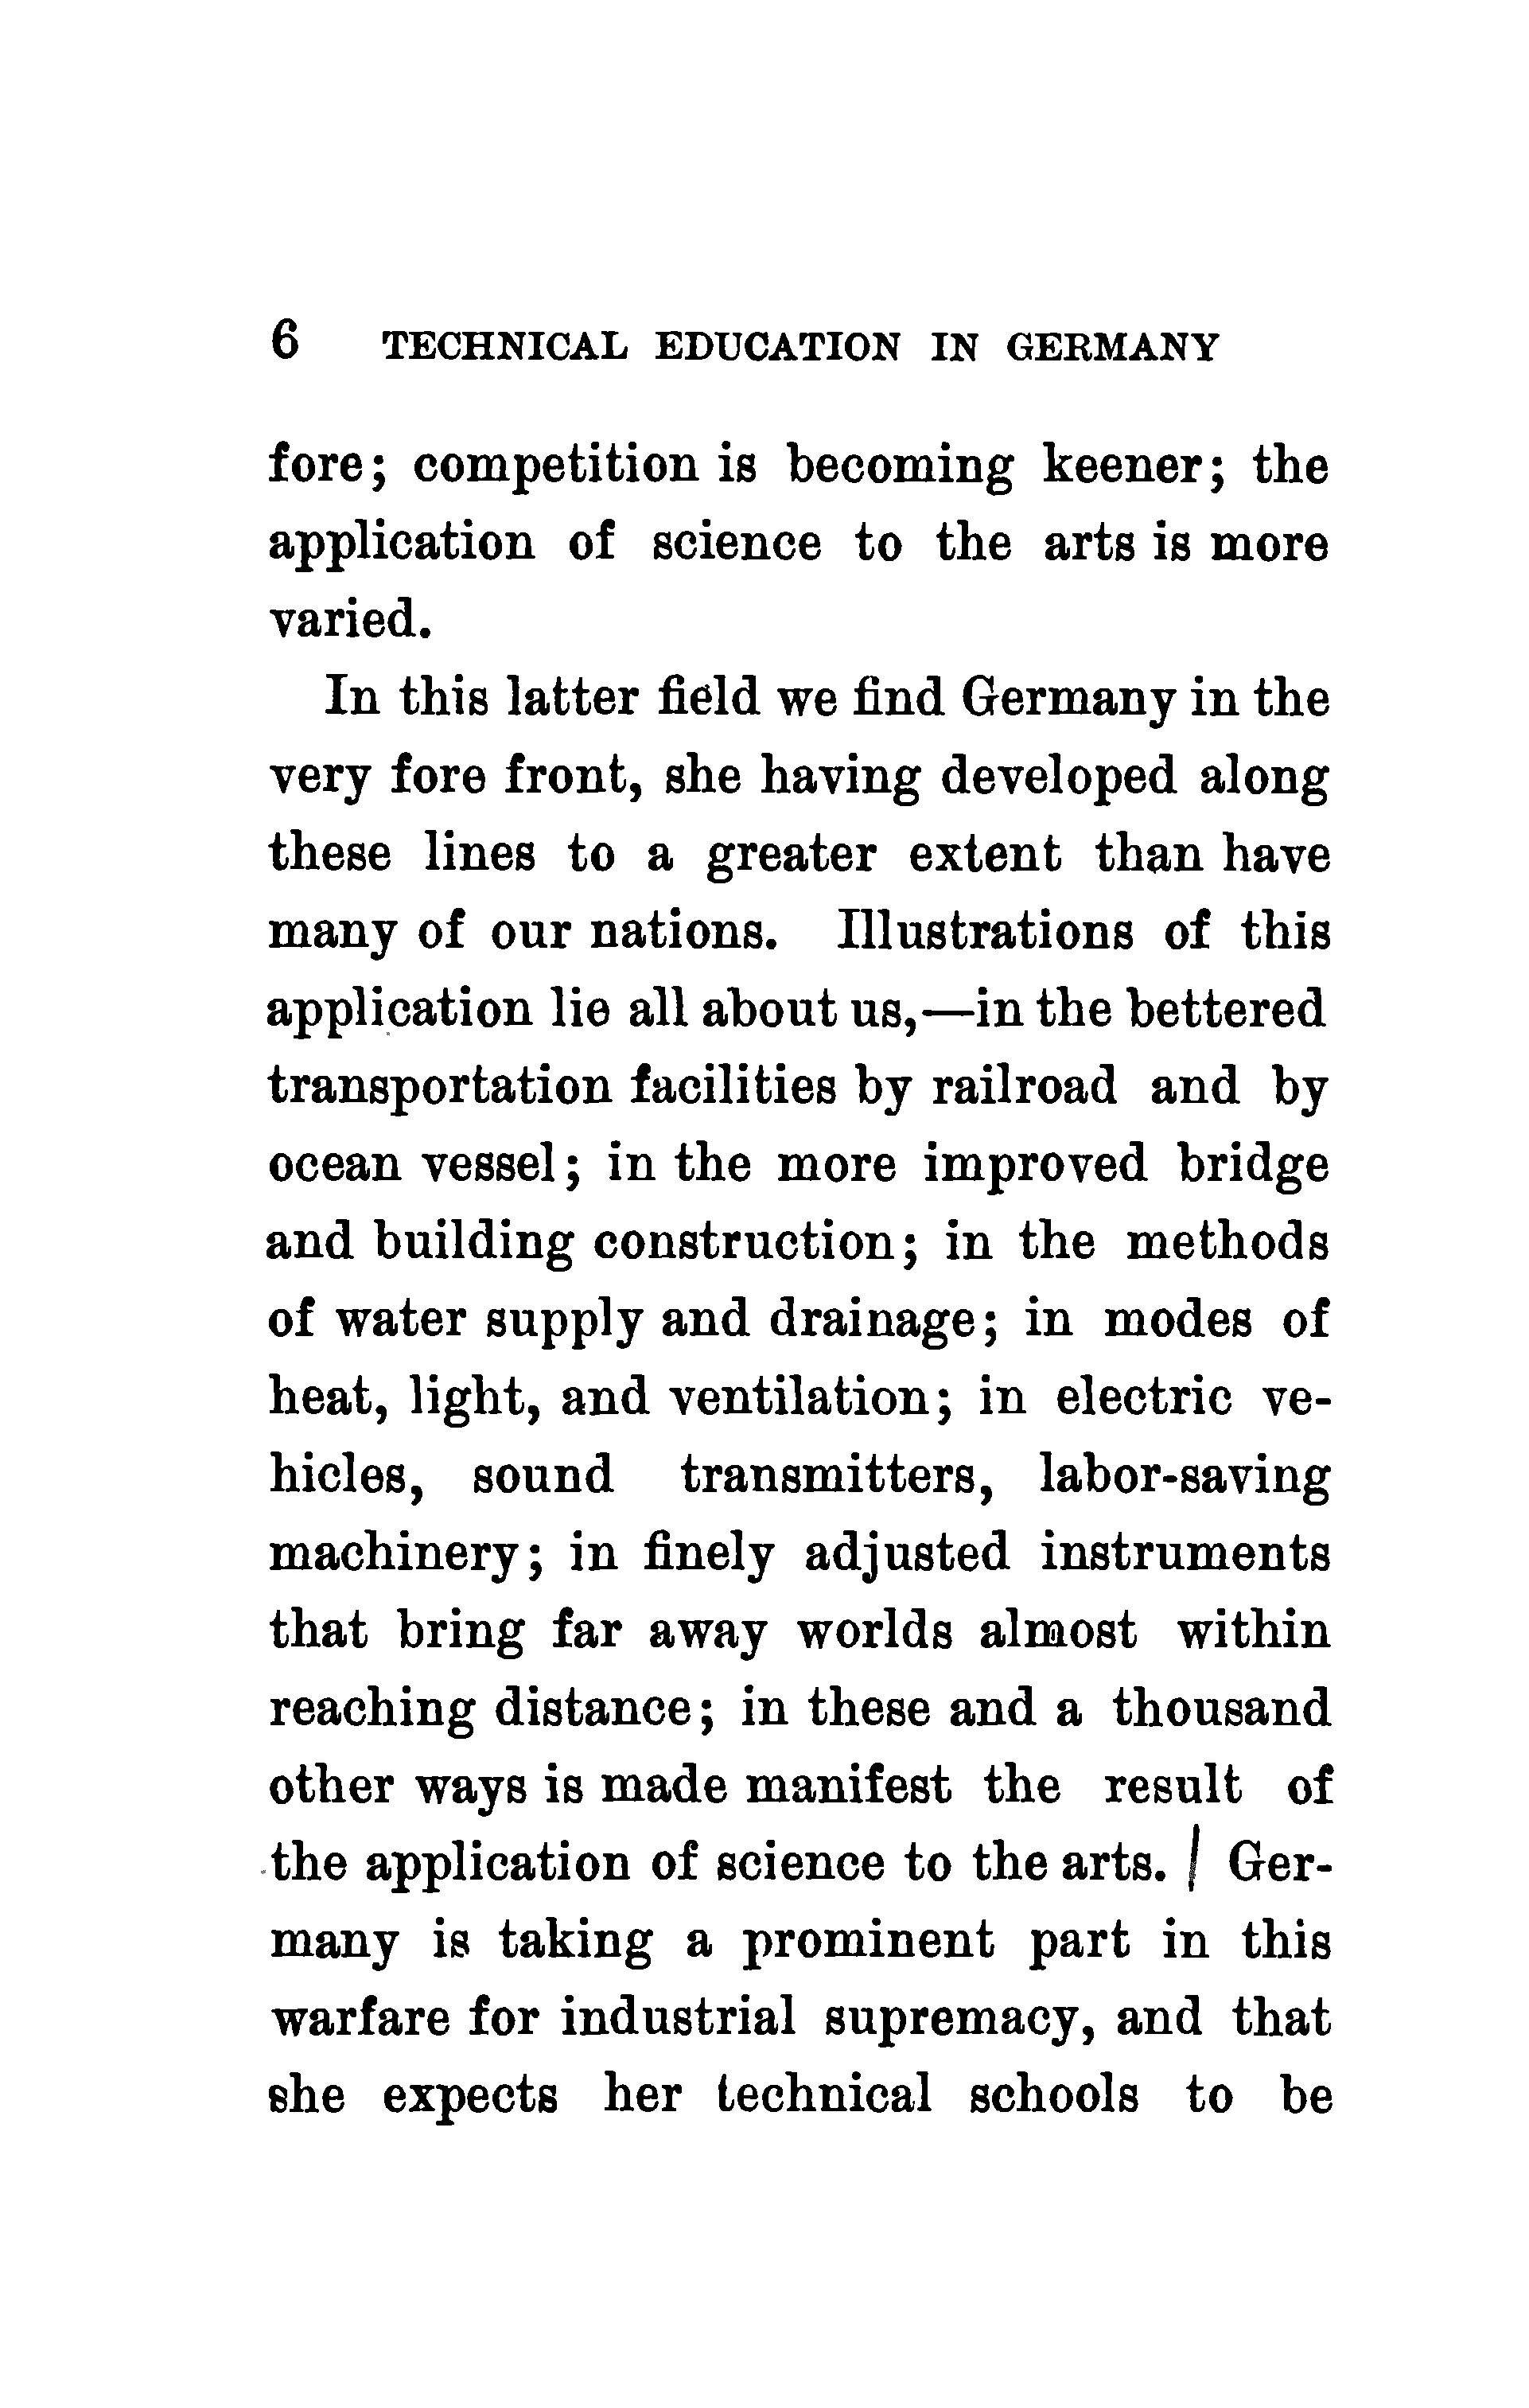 6 TECHNICAL EDUCATION IN GERMANY
fore; competition is becoming keener; the
application of science to the arts is more
varied.
In this latter field we find Germany in the
very fore front, she having developed along
these lines to a greater extent than have
many of our nations. Illustrations of this
application lie all about us,—in the bettered
transportation facilities by railroad and by
ocean vessel; in the more improved bridge
and building construction; in the methods
of water supply and drainage; in modes of
heat, light, and ventilation; in electric ve-
hicles, sound transmitters, labor-saving
machinery; in finely adjusted instruments
that bring far away worlds almost within
reaching distance; in these and a thousand
other ways is made manifest the result of
the application of science to the arts. / Ger-
many is taking a prominent part in this
warfare for industrial supremacy, and that
she expects her technical schools to be